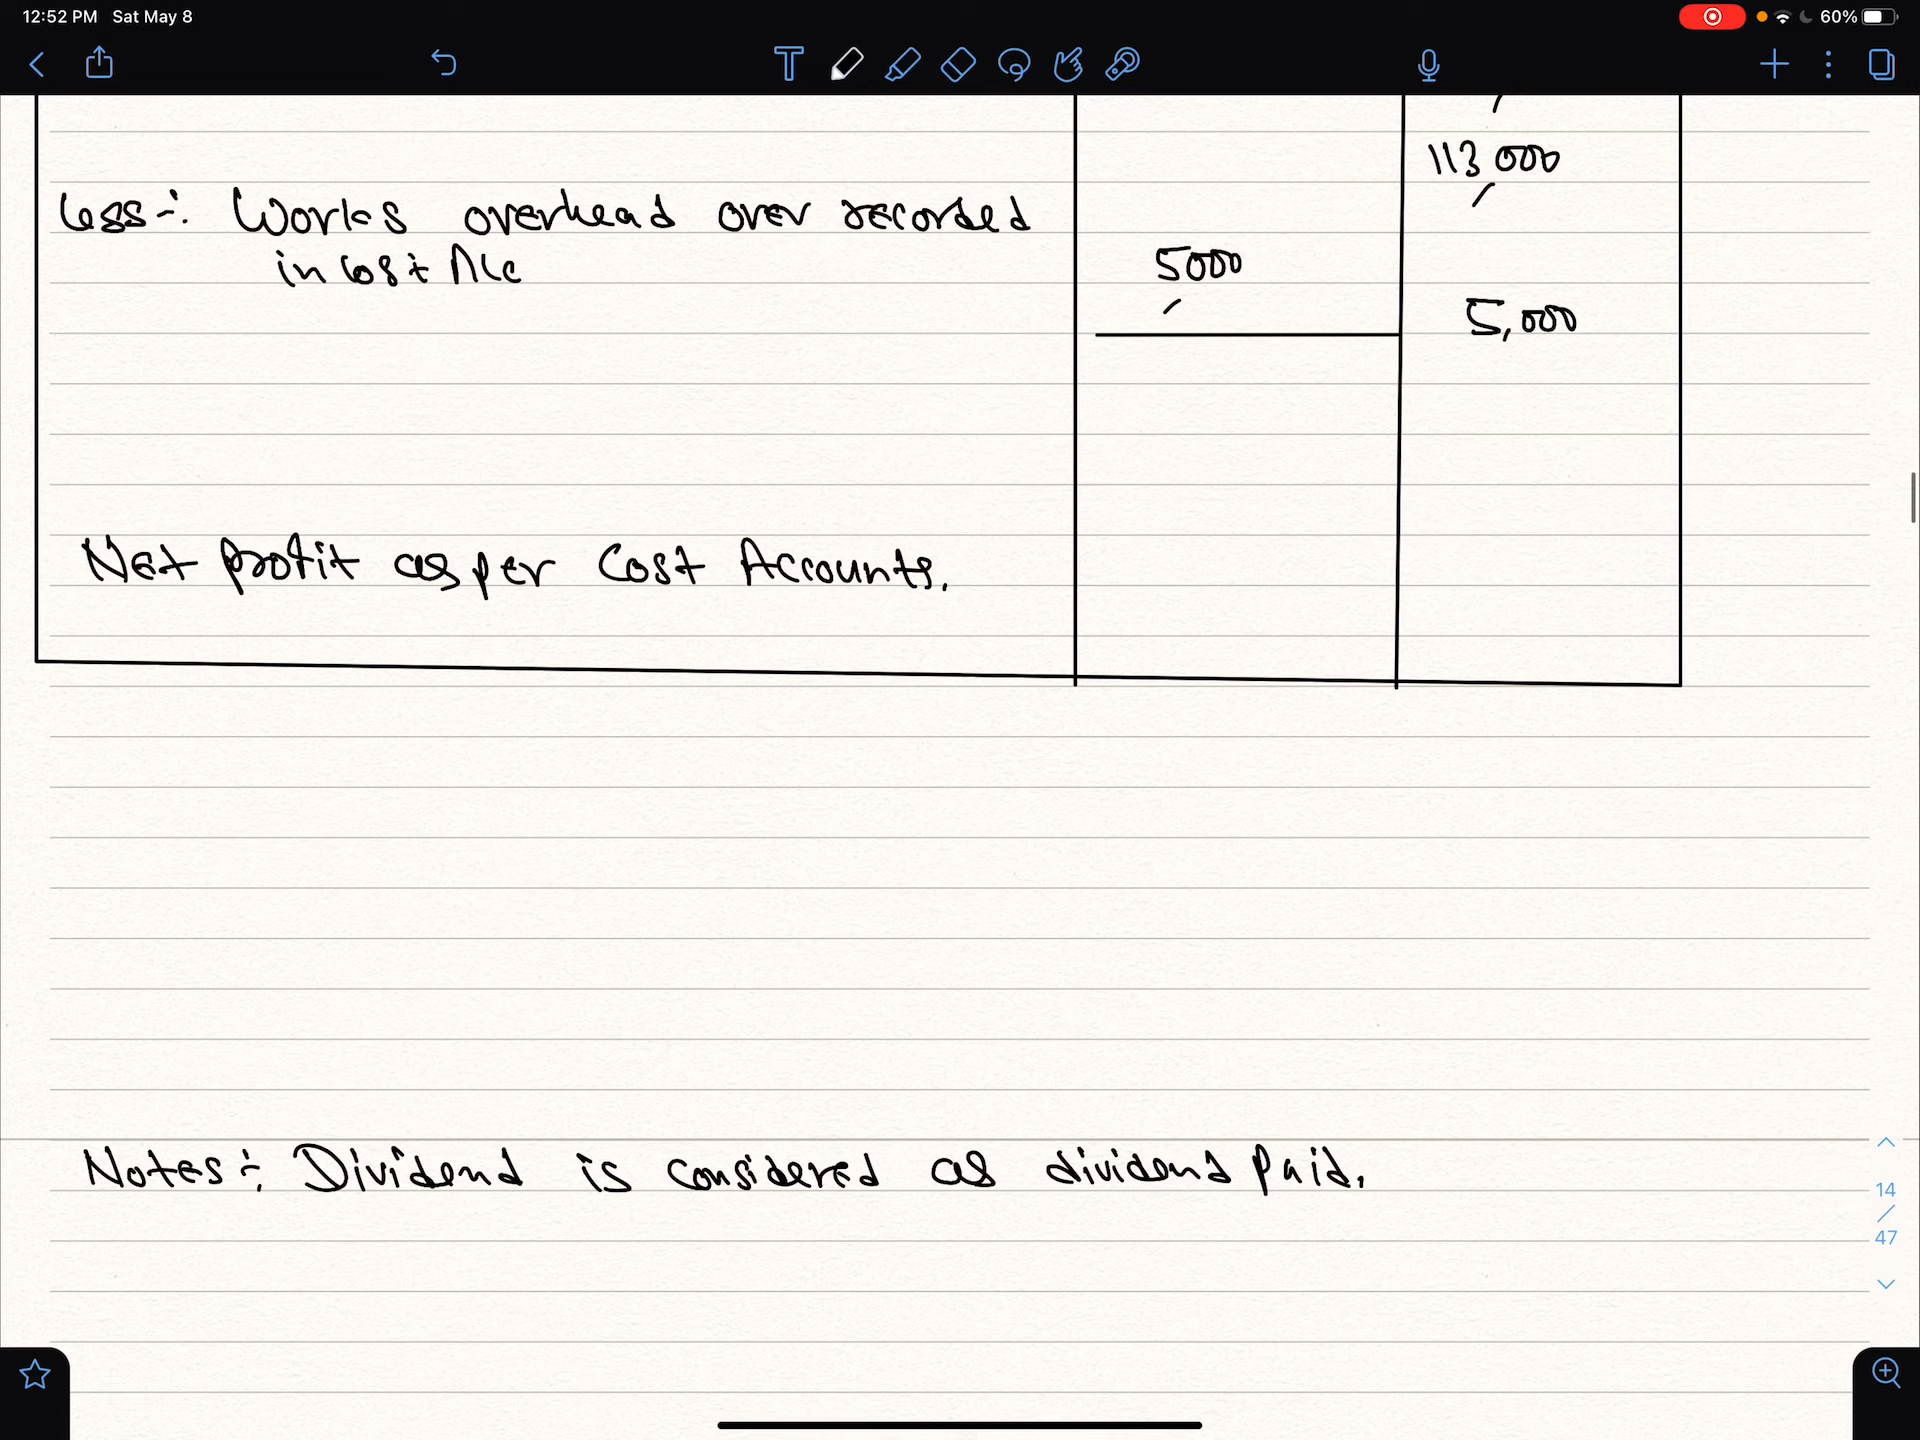 12:52 PM Sat May 8
60%
113,000
Less÷: Works overhead over recorded
in Cost A/c
5000
5,000
Net profit as per Cost Accounts.
Notes÷ Dividend is considered as dividend paid.
14
/
47